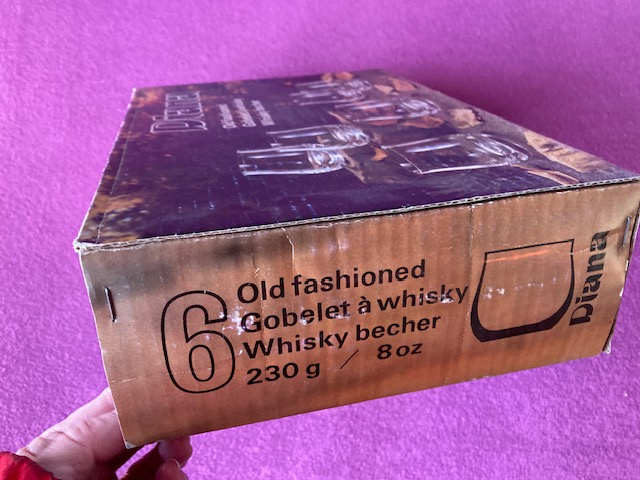 Diana
6
Old fashioned
Gobelet à whisky
Whisky becher
230 g / 8 oz
Diana